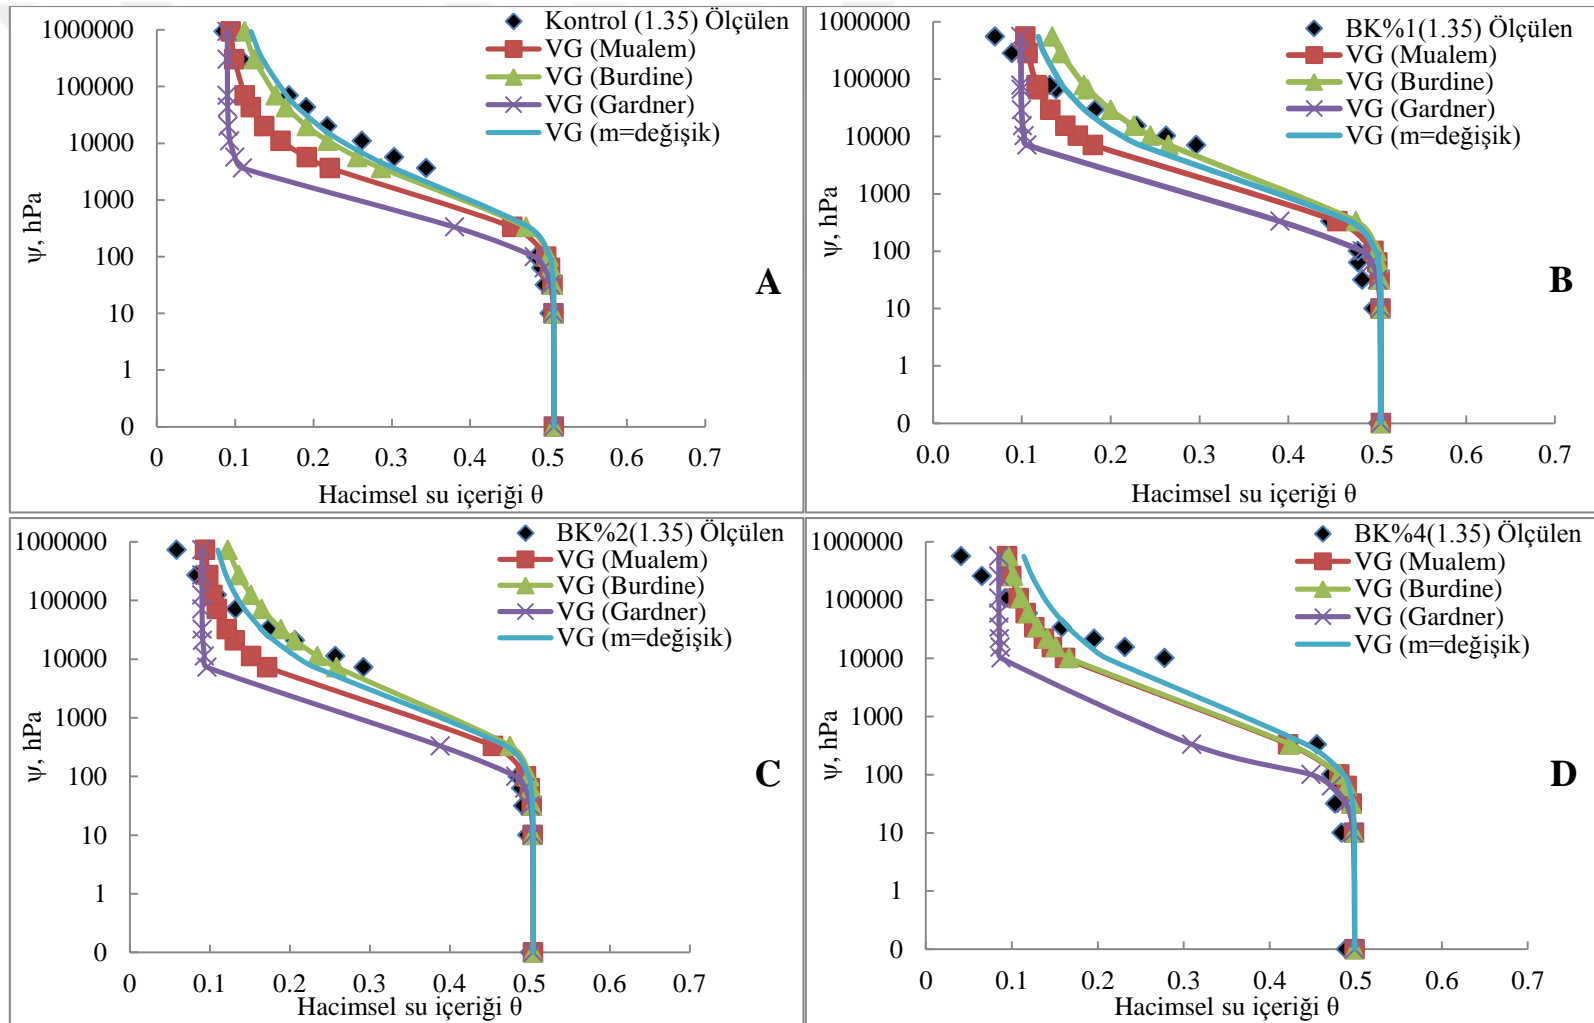 Kontrol (1.35) Ölçülen
VG (Mualem)
VG (Burdine)
VG (Gardner)
VG (m=değişik)
1000000
100000
10000
1000
100
10
1
0
ψ, hPa
A
0 0.1 0.2 0.3 0.4 0.5 0.6 0.7
Hacimsel su içeriği θ
BK%1(1.35) Ölçülen
VG (Mualem)
VG (Burdine)
VG (Gardner)
VG (m=değişik)
1000000
100000
10000
1000
100
10
1
0
ψ, hPa
B
0.0 0.1 0.2 0.3 0.4 0.5 0.6 0.7
Hacimsel su içeriği θ
BK%2(1.35) Ölçülen
VG (Mualem)
VG (Burdine)
VG (Gardner)
VG (m=değişik)
1000000
100000
10000
1000
100
10
1
0
ψ, hPa
C
0 0.1 0.2 0.3 0.4 0.5 0.6 0.7
Hacimsel su içeriği θ
BK%4(1.35) Ölçülen
VG (Mualem)
VG (Burdine)
VG (Gardner)
VG (m=değişik)
1000000
100000
10000
1000
100
10
1
0
ψ, hPa
D
0 0.1 0.2 0.3 0.4 0.5 0.6 0.7
Hacimsel su içeriği θ